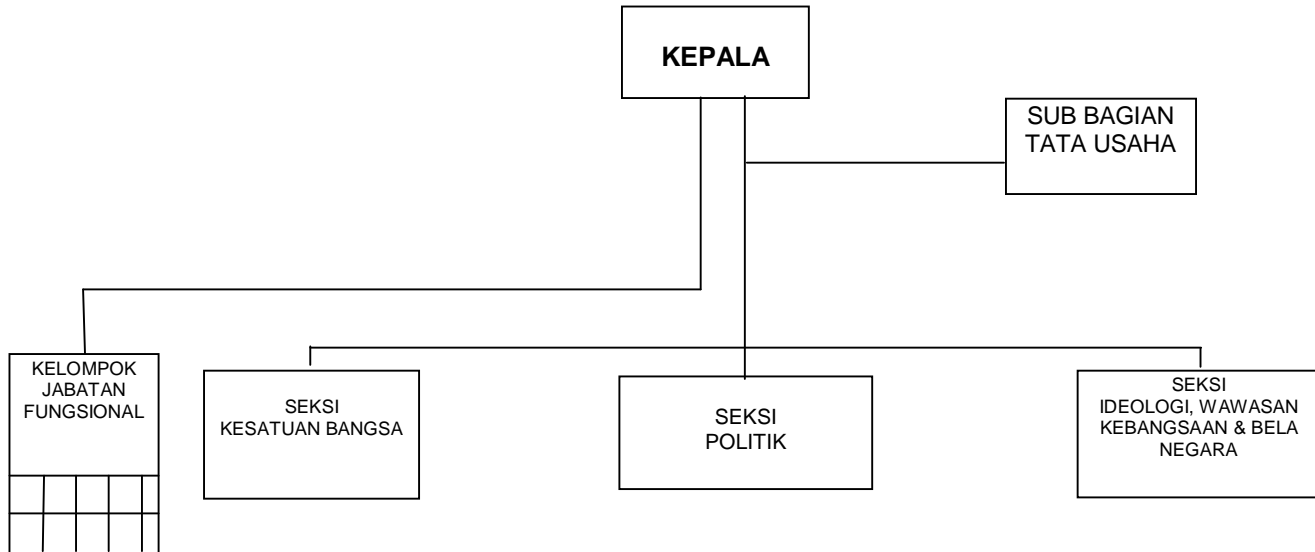 KEPALA
SUB BAGIAN
TATA USAHA
KELOMPOK
JABATAN
FUNGSIONAL
SEKSI
KESATUAN BANGSA
SEKSI
POLITIK
SEKSI
IDEOLOGI, WAWASAN
KEBANGSAAN & BELA
NEGARA